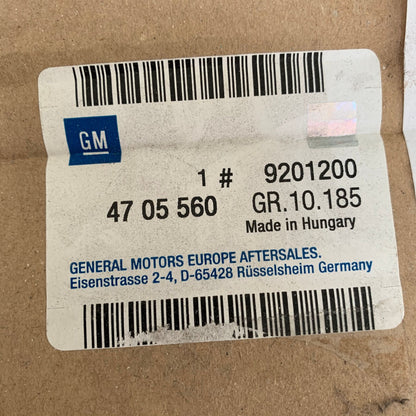 GM
1 # 9201200
47 05 560 GR.10.185
Made in Hungary
GENERAL MOTORS EUROPE AFTERSALES.
Eisenstrasse 2-4, D-65428 Rüsselsheim Germany